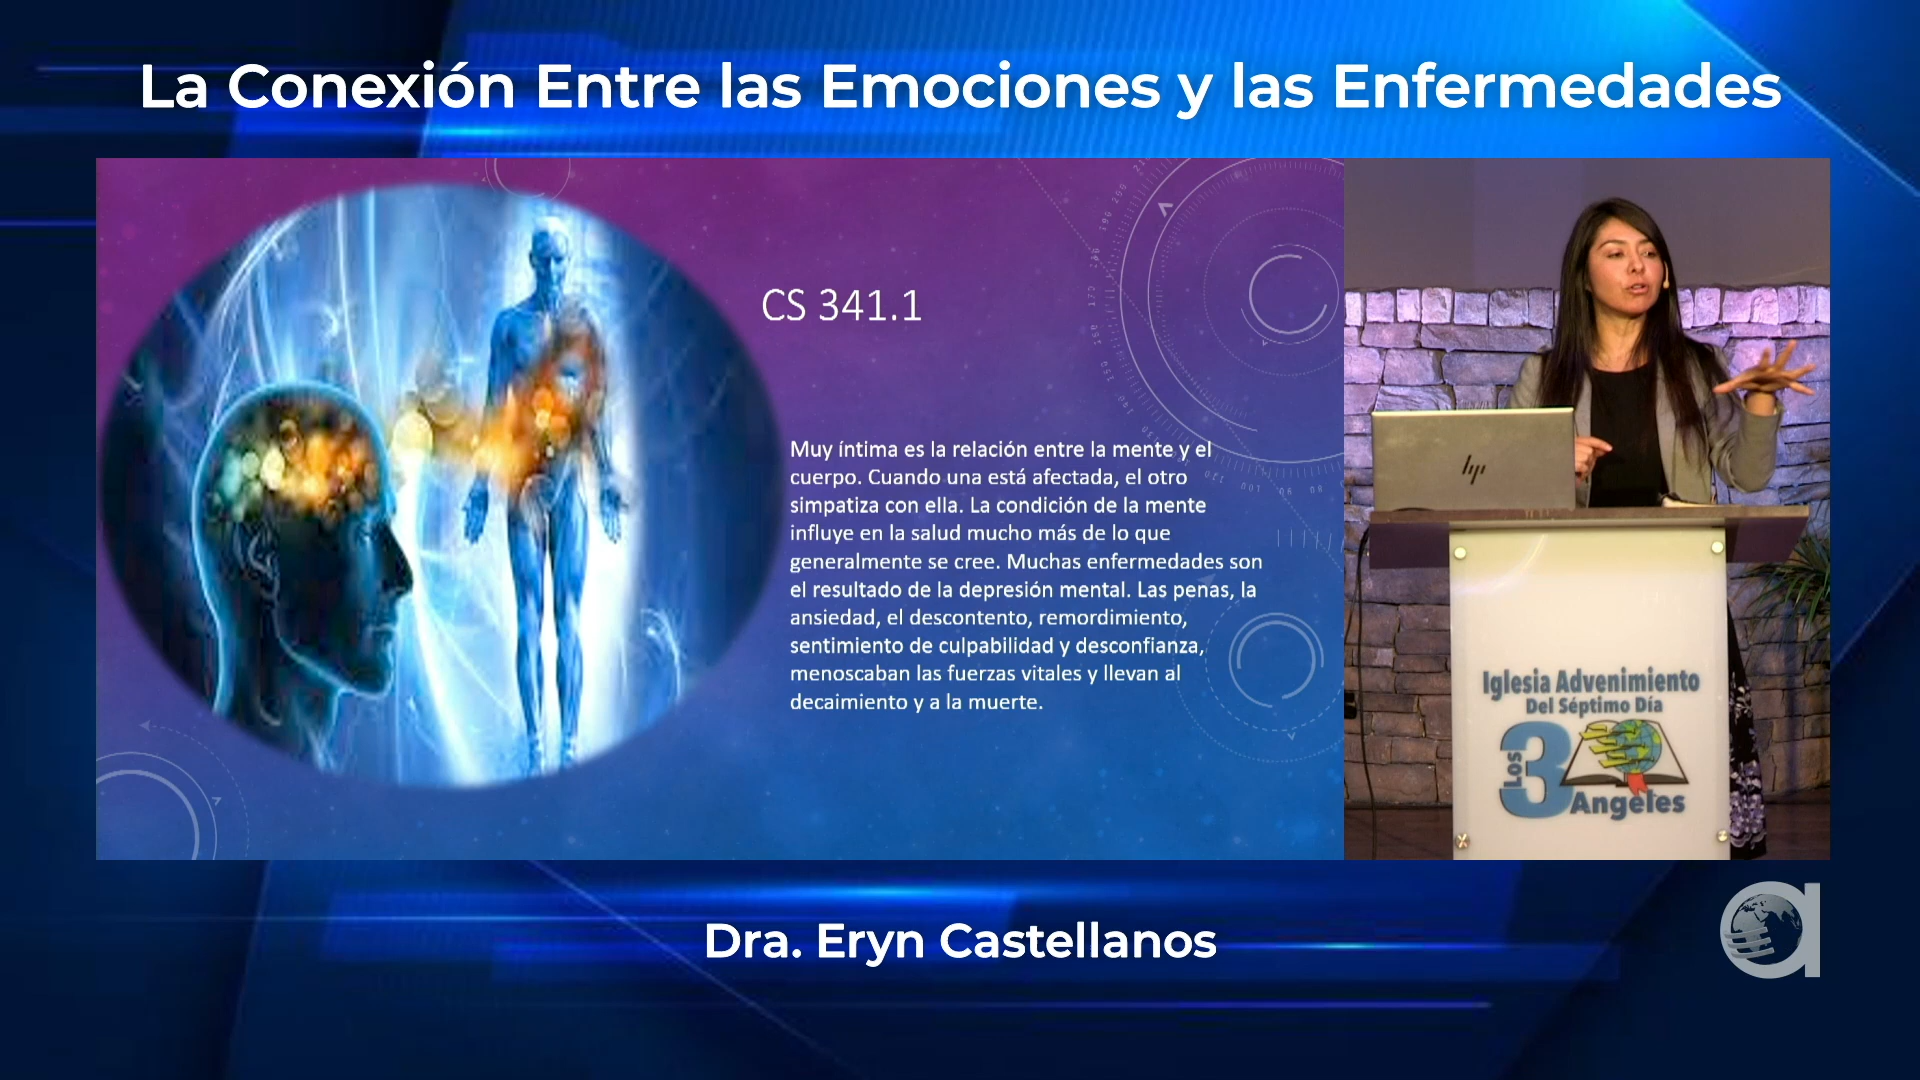 La Conexión Entre las Emociones y las Enfermedades
CS 341.1
Muy íntima es la relación entre la mente y el
cuerpo. Cuando una está afectada, el otro
simpatiza con ella. La condición de la mente
influye en la salud mucho más de lo que
generalmente se cree. Muchas enfermedades son
el resultado de la depresión mental. Las penas, la
ansiedad, el descontento, remordimiento,
sentimiento de culpabilidad y desconfianza,
menoscaban las fuerzas vitales y llevan al
decaimiento y a la muerte.
hp
Iglesia Advenimiento
Del Séptimo Día
Los 3
Angeles
Dra. Eryn Castellanos
a